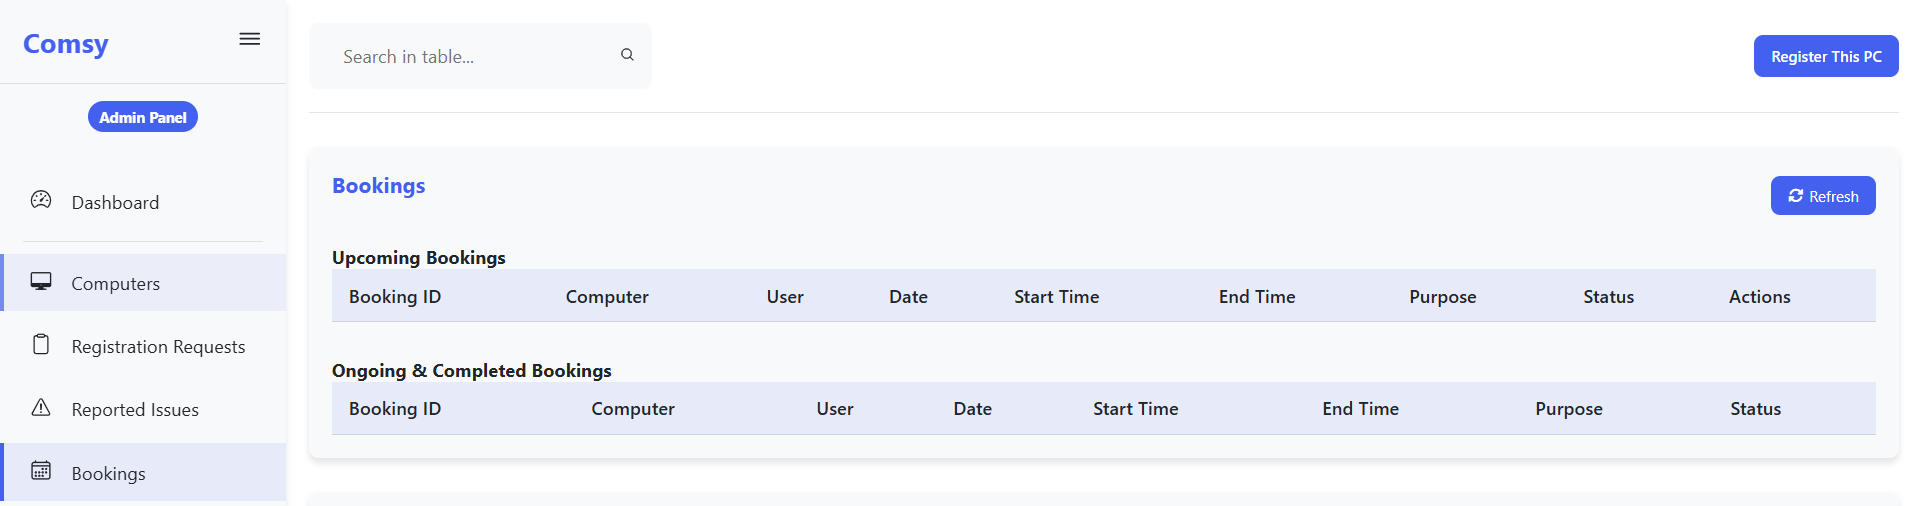 Comsy
Admin Panel
Dashboard
Computers
Registration Requests
Reported Issues
Bookings
Search in table...
Register This PC
Bookings
Refresh
Upcoming Bookings
Booking ID Computer User Date Start Time End Time Purpose Status Actions
Ongoing & Completed Bookings
Booking ID Computer User Date Start Time End Time Purpose Status